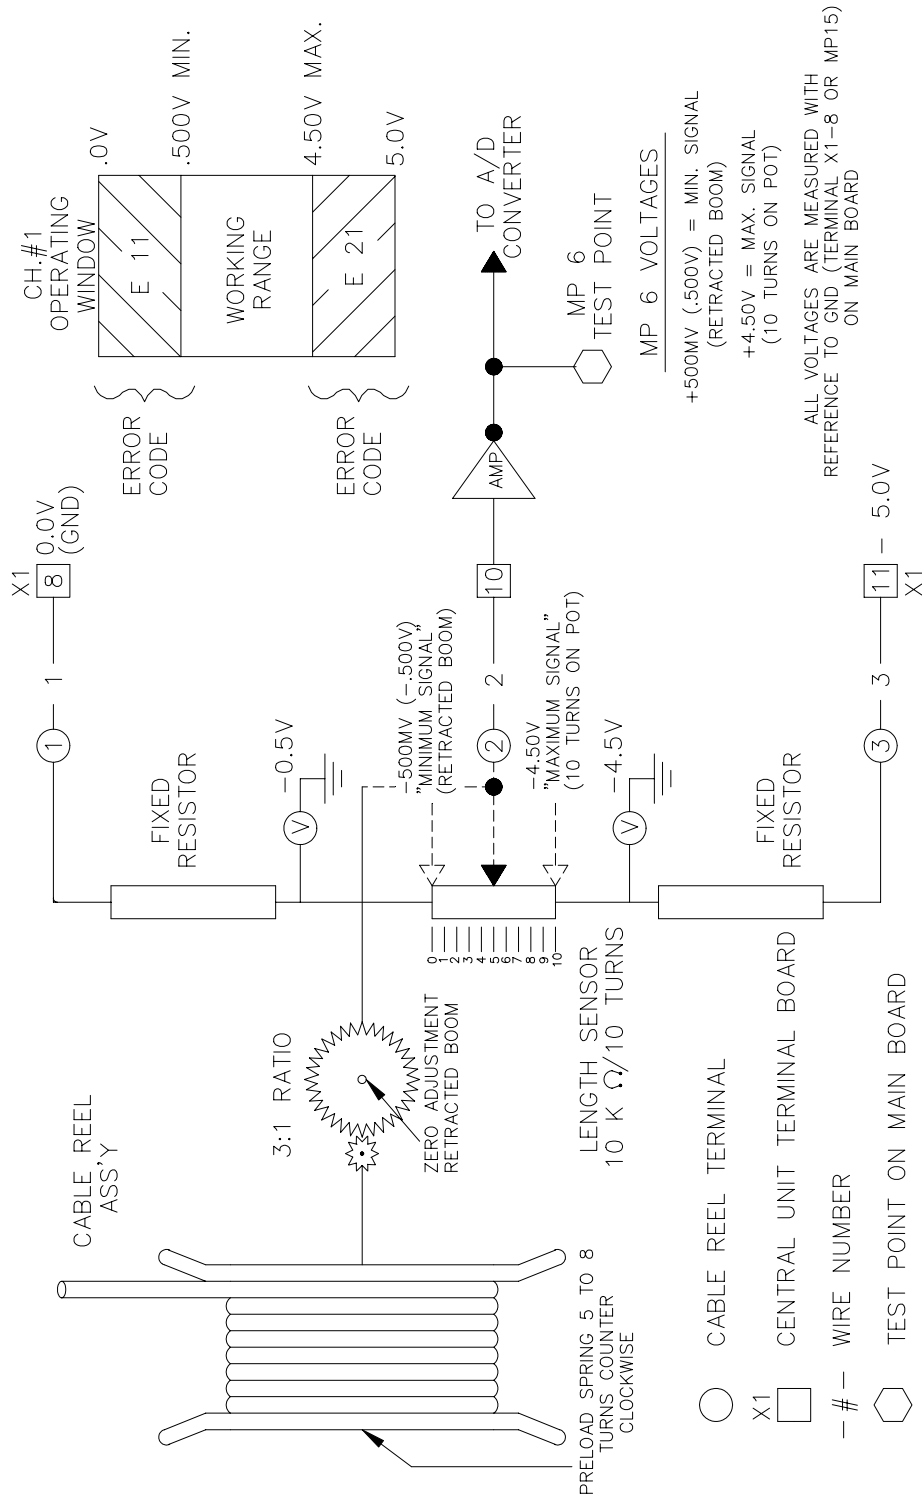 CABLE REEL
ASS'Y
3:1 RATIO
ZERO ADJUSTMENT
RETRACTED BOOM
PRELOAD SPRING 5 TO 8
TURNS COUNTER
CLOCKWISE
FIXED
RESISTOR
1
1
X1
8
0.0V
(GND)
-0.5V
V
-500MV (-.500V)
"MINIMUM SIGNAL"
(RETRACTED BOOM)
0
1
2
3
4
5
6
7
8
9
10
LENGTH SENSOR
10 K Ω/10 TURNS
2
2
10
AMP
-4.50V
"MAXIMUM SIGNAL"
(10 TURNS ON POT)
-4.5V
V
FIXED
RESISTOR
3
3
11
- 5.0V
X1
CH.#1
OPERATING
WINDOW
.0V
E 11
.500V MIN.
WORKING
RANGE
4.50V MAX.
E 21
5.0V
ERROR
CODE
ERROR
CODE
TO A/D
CONVERTER
MP 6
TEST POINT
MP 6 VOLTAGES
+500MV (.500V) = MIN. SIGNAL
(RETRACTED BOOM)
+4.50V = MAX. SIGNAL
(10 TURNS ON POT)
ALL VOLTAGES ARE MEASURED WITH
REFERENCE TO GND (TERMINAL X1-8 OR MP15)
ON MAIN BOARD
CABLE REEL TERMINAL
X1
CENTRAL UNIT TERMINAL BOARD
-#- WIRE NUMBER
TEST POINT ON MAIN BOARD